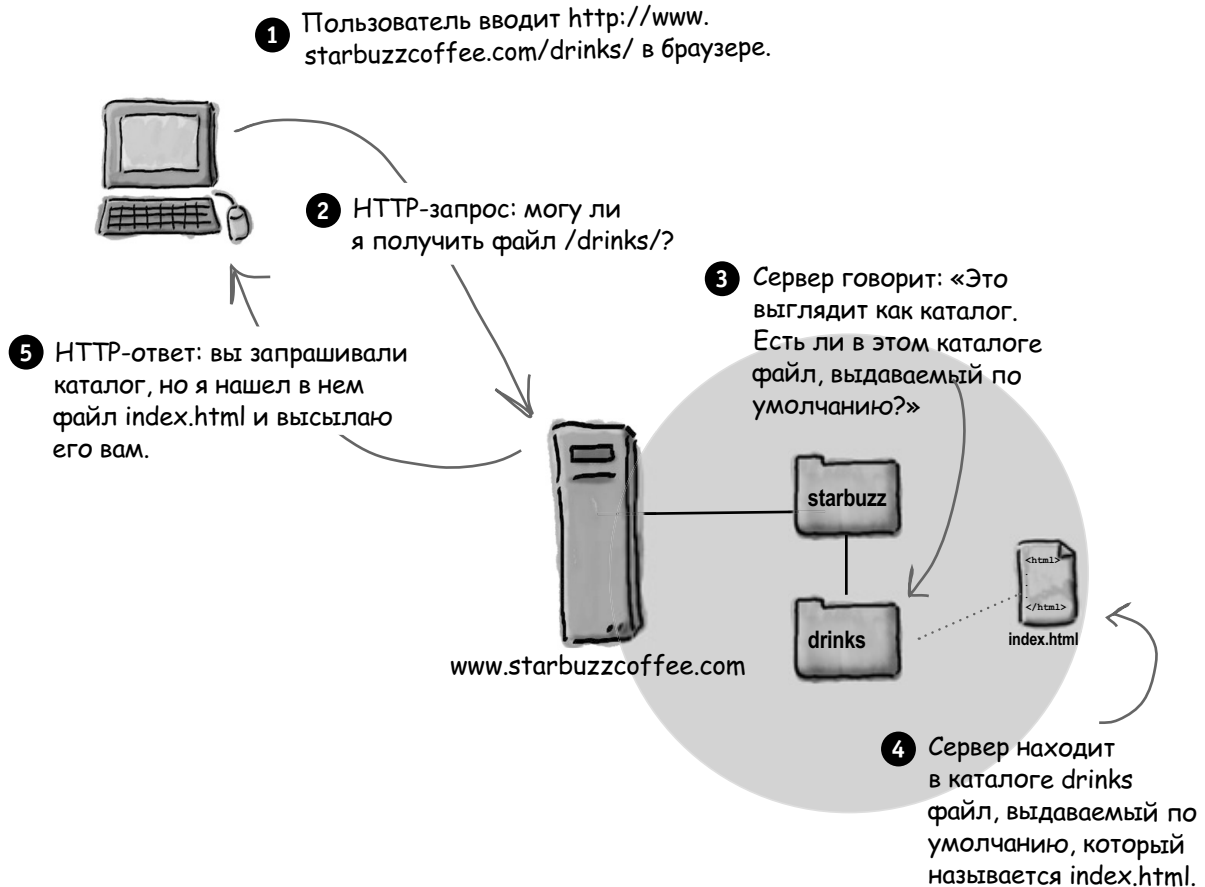 1
Пользователь вводит http://www.
starbuzzcoffee.com/drinks/ в браузере.
2
HTTP-запрос: могу ли
я получить файл /drinks/?
3
Сервер говорит: «Это
выглядит как каталог.
Есть ли в этом каталоге
файл, выдаваемый по
умолчанию?»
5
HTTP-ответ: вы запрашивали
каталог, но я нашел в нем
файл index.html и высылаю
его вам.
starbuzz
<html>
.
.
</html>
index.html
drinks
www.starbuzzcoffee.com
4
Сервер находит
в каталоге drinks
файл, выдаваемый по
умолчанию, который
называется index.html.